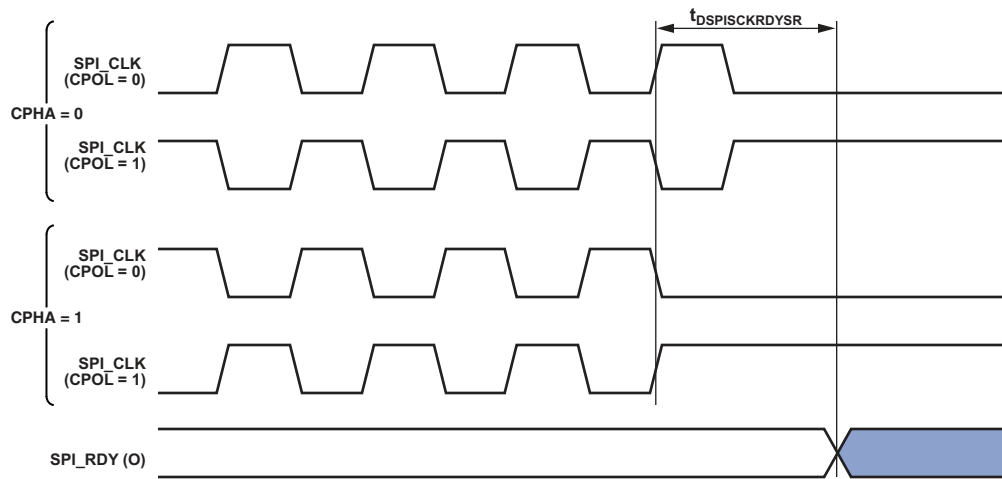 tDSPISCKRDYSR
SPI_CLK
(CPOL = 0)
CPHA = 0
SPI_CLK
(CPOL = 1)
SPI_CLK
(CPOL = 0)
CPHA = 1
SPI_CLK
(CPOL = 1)
SPI_RDY (O)